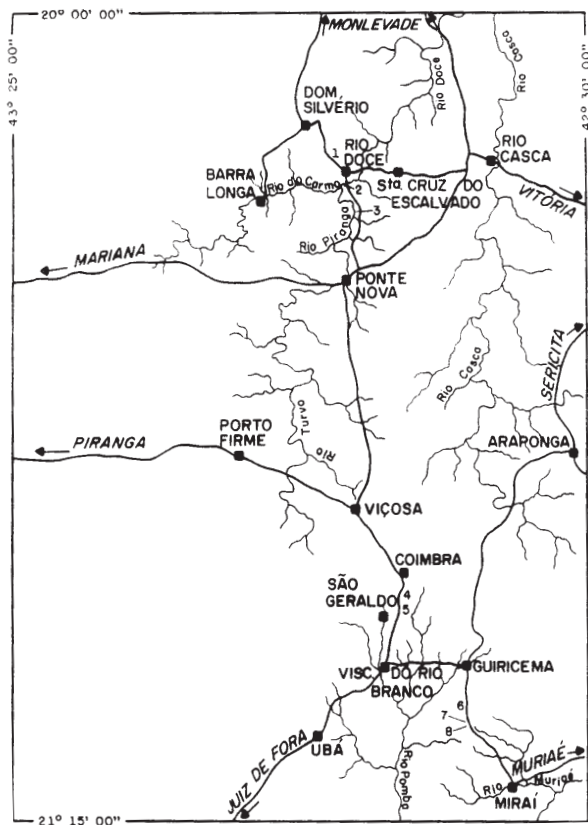 20° 00' 00"
43° 25' 00"
42° 30' 00"
MONLEVADE
Rio Doce
Rio Casca
DOM
SILVÉRIO
1
RIO
DOCE
RIO
CASCA
BARRA
LONGA
Rio do Carmo
2
Sta. CRUZ DO
ESCALVADO
VITÓRIA
3
Rio Piranga
MARIANA
PONTE
NOVA
SERICITA
Rio Casca
Rio Turvo
PORTO
FIRME
PIRANGA
ARAPONGA
VIÇOSA
COIMBRA
SÃO
GERALDO
4
5
VISC. DO RIO
BRANCO
GUIRICEMA
6
7
8
UBÁ
JUIZ DE FORA
Rio Pomba
MURIAÉ
Rio Muriaé
MIRAÍ
21° 15' 00"